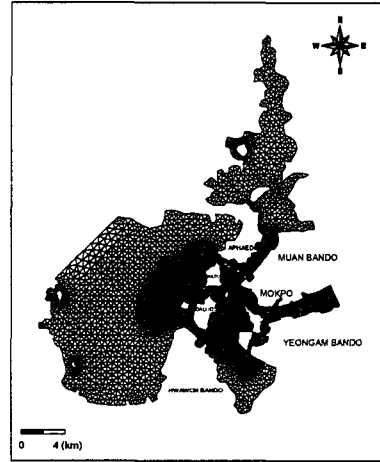 N
W E
S
APHAEDO
MUAN BANDO
MOKPO
YEONGAM BANDO
HWAWON BANDO
0 4 (km)